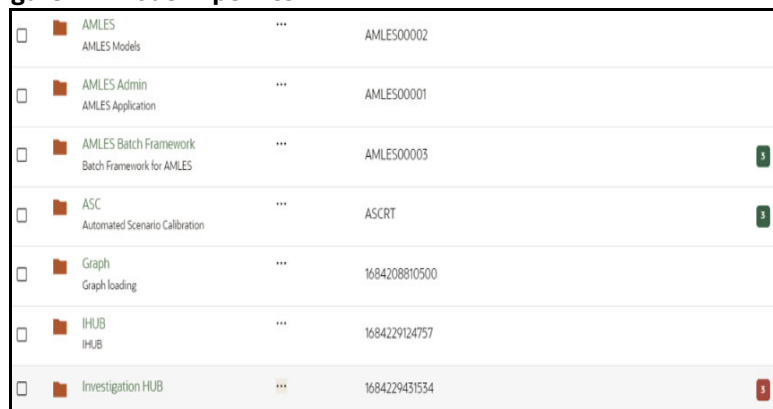 AMLES
...
AMLES00002
AMLES Models
AMLES Admin
...
AMLES00001
AMLES Application
AMLES Batch Framework
...
AMLES00003
3
Batch Framework for AMLES
ASC
...
ASCRT
3
Automated Scenario Calibration
Graph
...
1684208810500
Graph loading
IHUB
...
1684229124757
IHUB
Investigation HUB
...
1684229431534
3